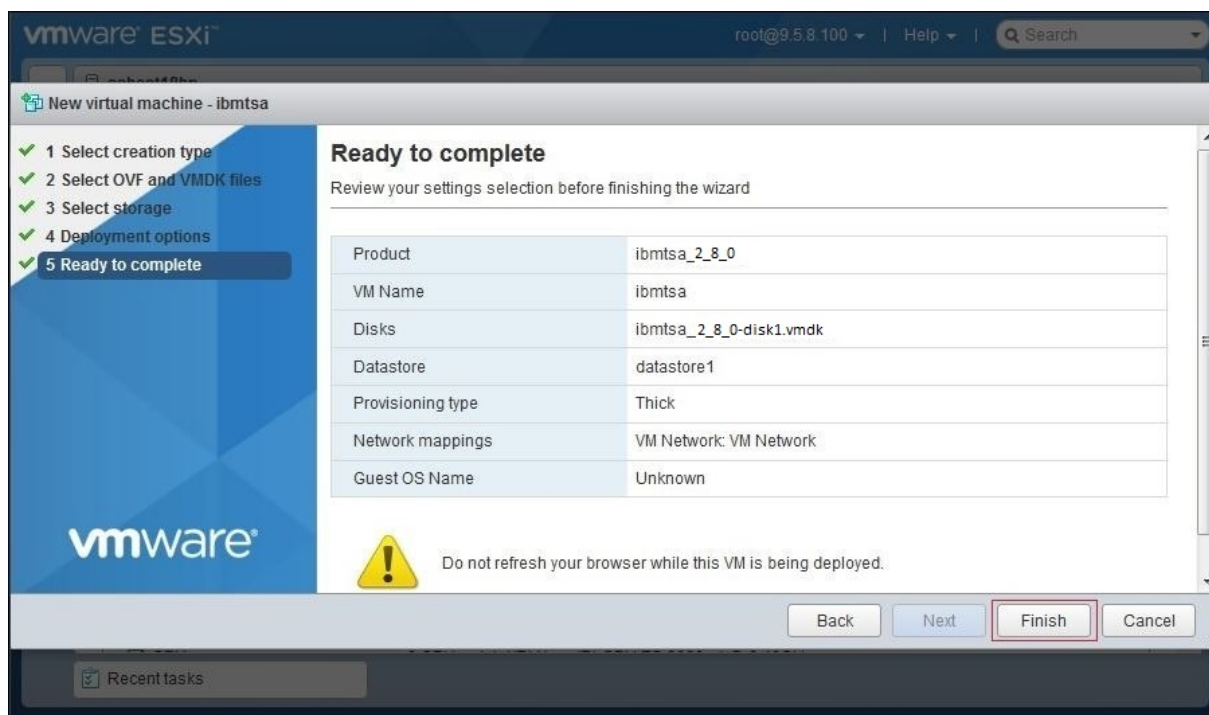 vmware ESXi™
root@9.5.8.100 | Help | Search
New virtual machine - ibmtsa
1 Select creation type
2 Select OVF and VMDK files
3 Select storage
4 Deployment options
5 Ready to complete
vmware®
Ready to complete
Review your settings selection before finishing the wizard
Product ibmtsa_2_8_0
VM Name ibmtsa
Disks ibmtsa_2_8_0-disk1.vmdk
Datastore datastore1
Provisioning type Thick
Network mappings VM Network: VM Network
Guest OS Name Unknown
Do not refresh your browser while this VM is being deployed.
Back Next Finish Cancel
Recent tasks